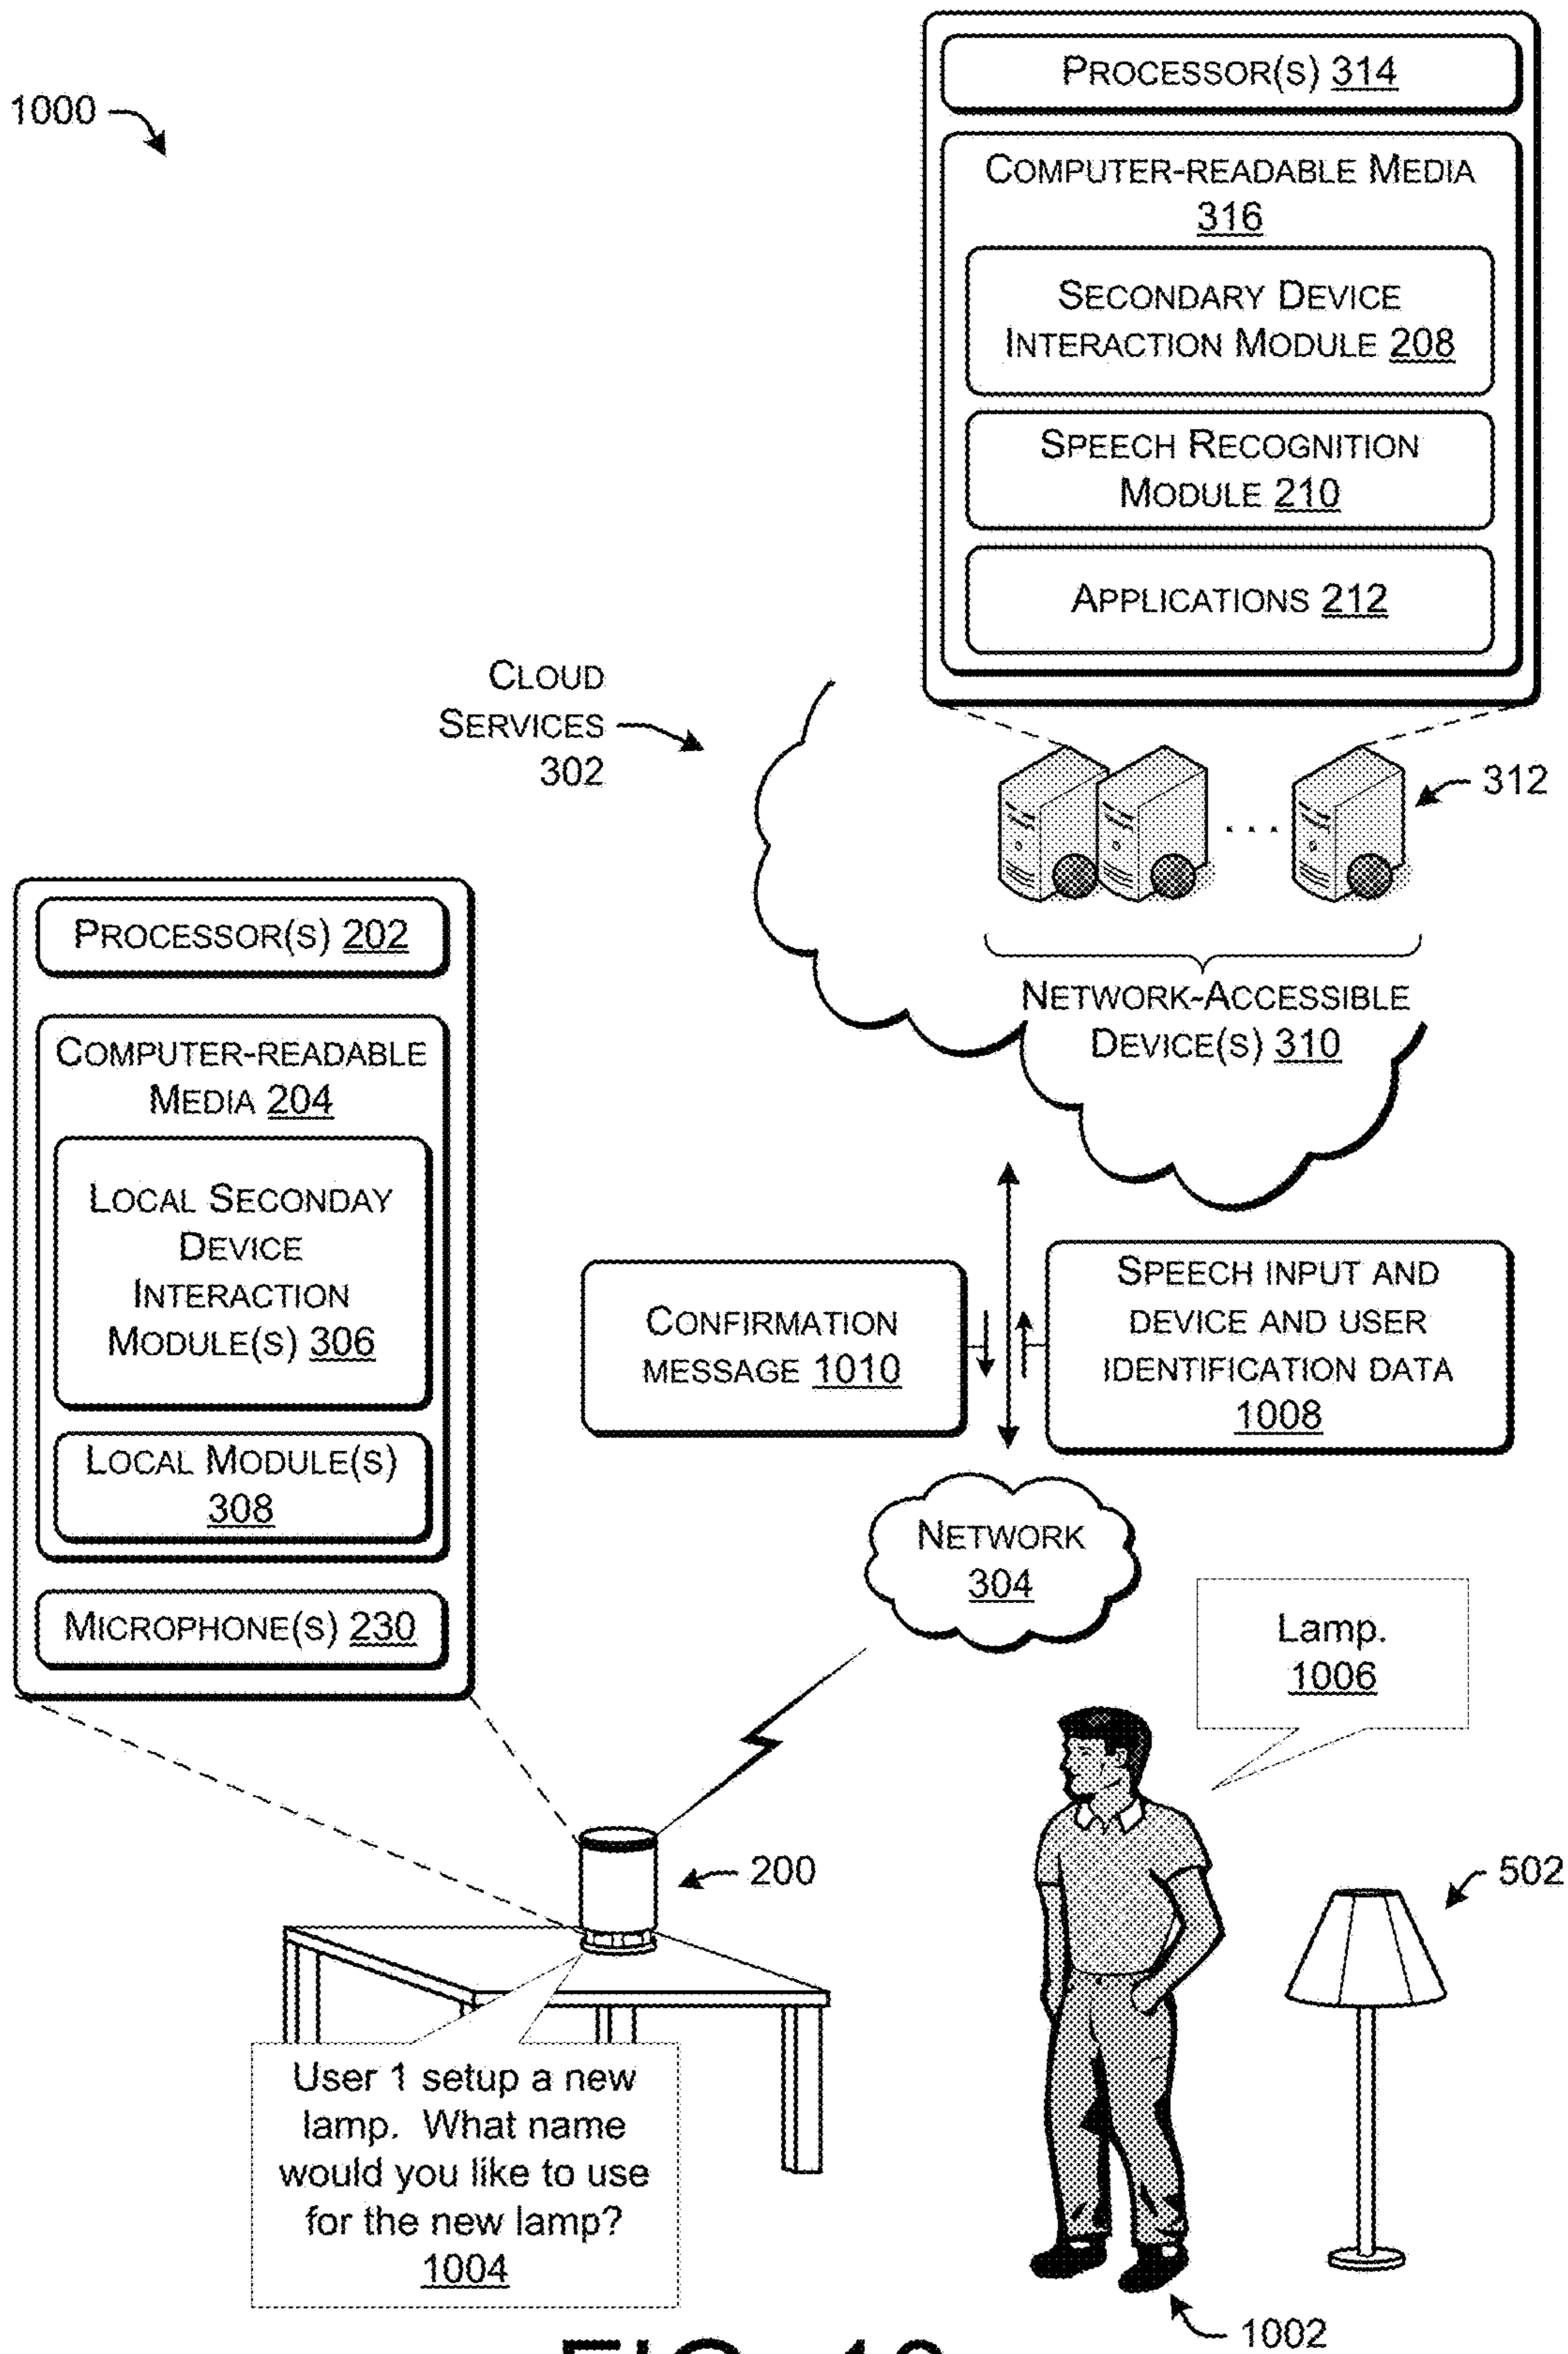 1000
PROCESSOR(S) 314
COMPUTER-READABLE MEDIA
316
SECONDARY DEVICE
INTERACTION MODULE 208
SPEECH RECOGNITION
MODULE 210
APPLICATIONS 212
CLOUD
SERVICES
302
312
NETWORK-ACCESSIBLE
DEVICE(S) 310
PROCESSOR(S) 202
COMPUTER-READABLE
MEDIA 204
LOCAL SECONDAY
DEVICE
INTERACTION
MODULE(S) 306
LOCAL MODULE(S)
308
MICROPHONE(S) 230
CONFIRMATION
MESSAGE 1010
SPEECH INPUT AND
DEVICE AND USER
IDENTIFICATION DATA
1008
NETWORK
304
Lamp.
1006
200
502
User 1 setup a new
lamp. What name
would you like to use
for the new lamp?
1004
1002